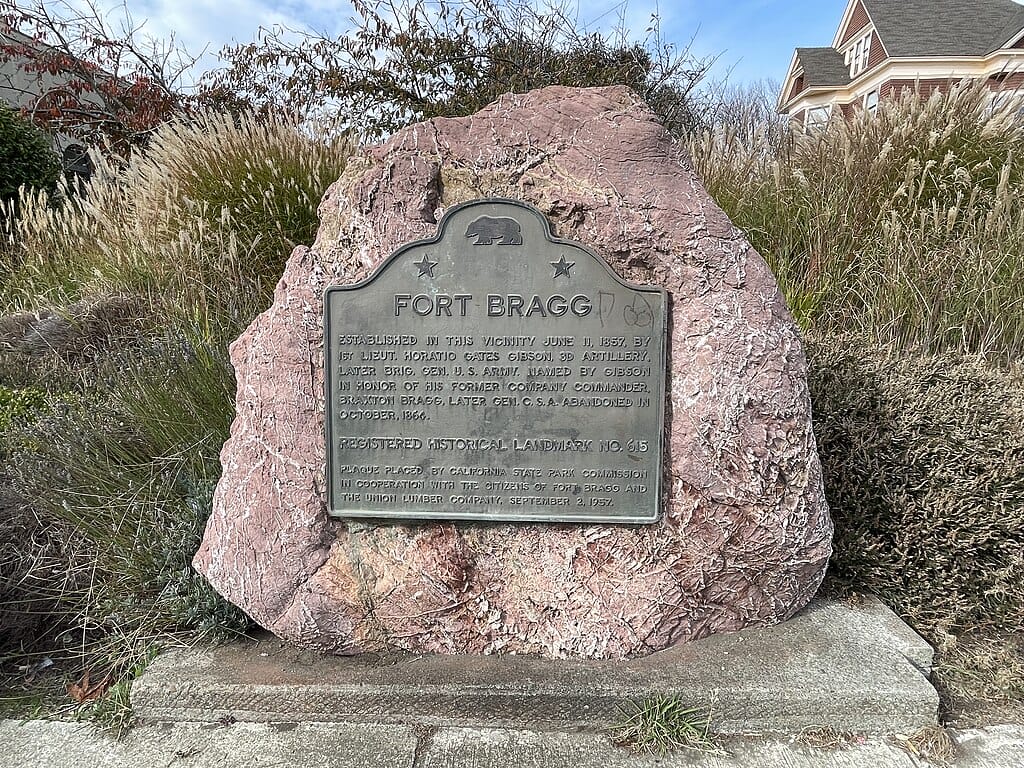 FORT BRAGG
ESTABLISHED IN THIS VICINITY JUNE 11, 1857, BY
1ST LIEUT. HORATIO GATES GIBSON, 3D ARTILLERY,
LATER BRIG. GEN. U. S. ARMY. NAMED BY GIBSON
IN HONOR OF HIS FORMER COMPANY COMMANDER,
BRAXTON BRAGG, LATER GEN. C. S. A. ABANDONED IN
OCTOBER, 1864.
REGISTERED HISTORICAL LANDMARK NO. 615
PLAQUE PLACED BY CALIFORNIA STATE PARK COMMISSION
IN COOPERATION WITH THE CITIZENS OF FORT BRAGG AND
THE UNION LUMBER COMPANY, SEPTEMBER 2, 1957.